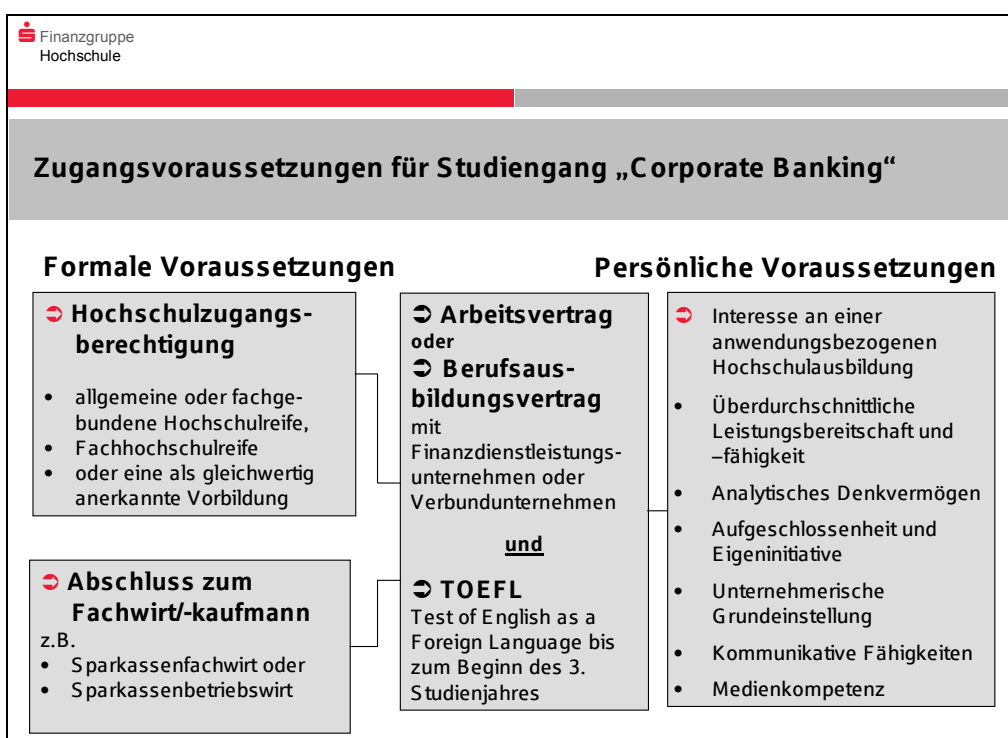 Finanzgruppe
Hochschule
Zugangsvoraussetzungen für Studiengang „Corporate Banking“
Formale Voraussetzungen
➲ Hochschulzugangs-
berechtigung
• allgemeine oder fachge-
bundene Hochschulreife,
• Fachhochschulreife
• oder eine als gleichwertig
anerkannte Vorbildung
➲ Abschluss zum
Fachwirt/-kaufmann
z.B.
• Sparkassenfachwirt oder
• Sparkassenbetriebswirt
➲ Arbeitsvertrag
oder
➲ Berufsaus-
bildungsvertrag
mit
Finanzdienstleistungs-
unternehmen oder
Verbundunternehmen
und
➲ TOEFL
Test of English as a
Foreign Language bis
zum Beginn des 3.
Studienjahres
Persönliche Voraussetzungen
➲ Interesse an einer
anwendungsbezogenen
Hochschulausbildung
• Überdurchschnittliche
Leistungsbereitschaft und
–fähigkeit
• Analytisches Denkvermögen
• Aufgeschlossenheit und
Eigeninitiative
• Unternehmerische
Grundeinstellung
• Kommunikative Fähigkeiten
• Medienkompetenz